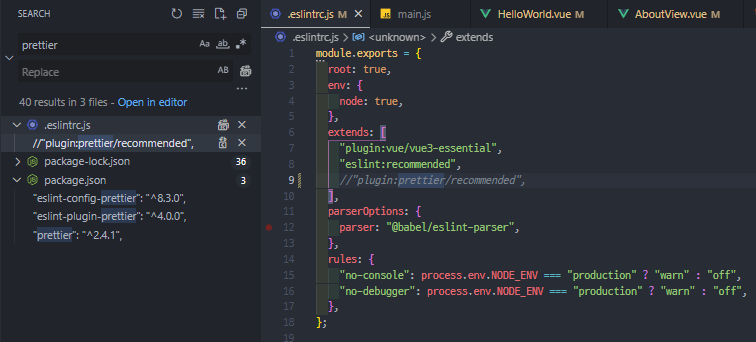 SEARCH
prettier
Aa ab .*
Replace
AB
40 results in 3 files - Open in editor
.eslintrc.js
//"plugin:prettier/recommended",
package-lock.json 36
package.json 3
"eslint-config-prettier": "^8.3.0",
"eslint-plugin-prettier": "^4.0.0",
"prettier": "^2.4.1",
.eslintrc.js M
JS main.js
HelloWorld.vue M
AboutView.vue M
.eslintrc.js > <unknown> > extends
1 module.exports = {
2 root: true,
3 env: {
4 node: true,
5 },
6 extends: [
7 "plugin:vue/vue3-essential",
8 "eslint:recommended",
9 //"plugin:prettier/recommended",
10 ],
11 parserOptions: {
12 parser: "@babel/eslint-parser",
13 },
14 rules: {
15 "no-console": process.env.NODE_ENV === "production" ? "warn" : "off",
16 "no-debugger": process.env.NODE_ENV === "production" ? "warn" : "off",
17 },
18 };
19